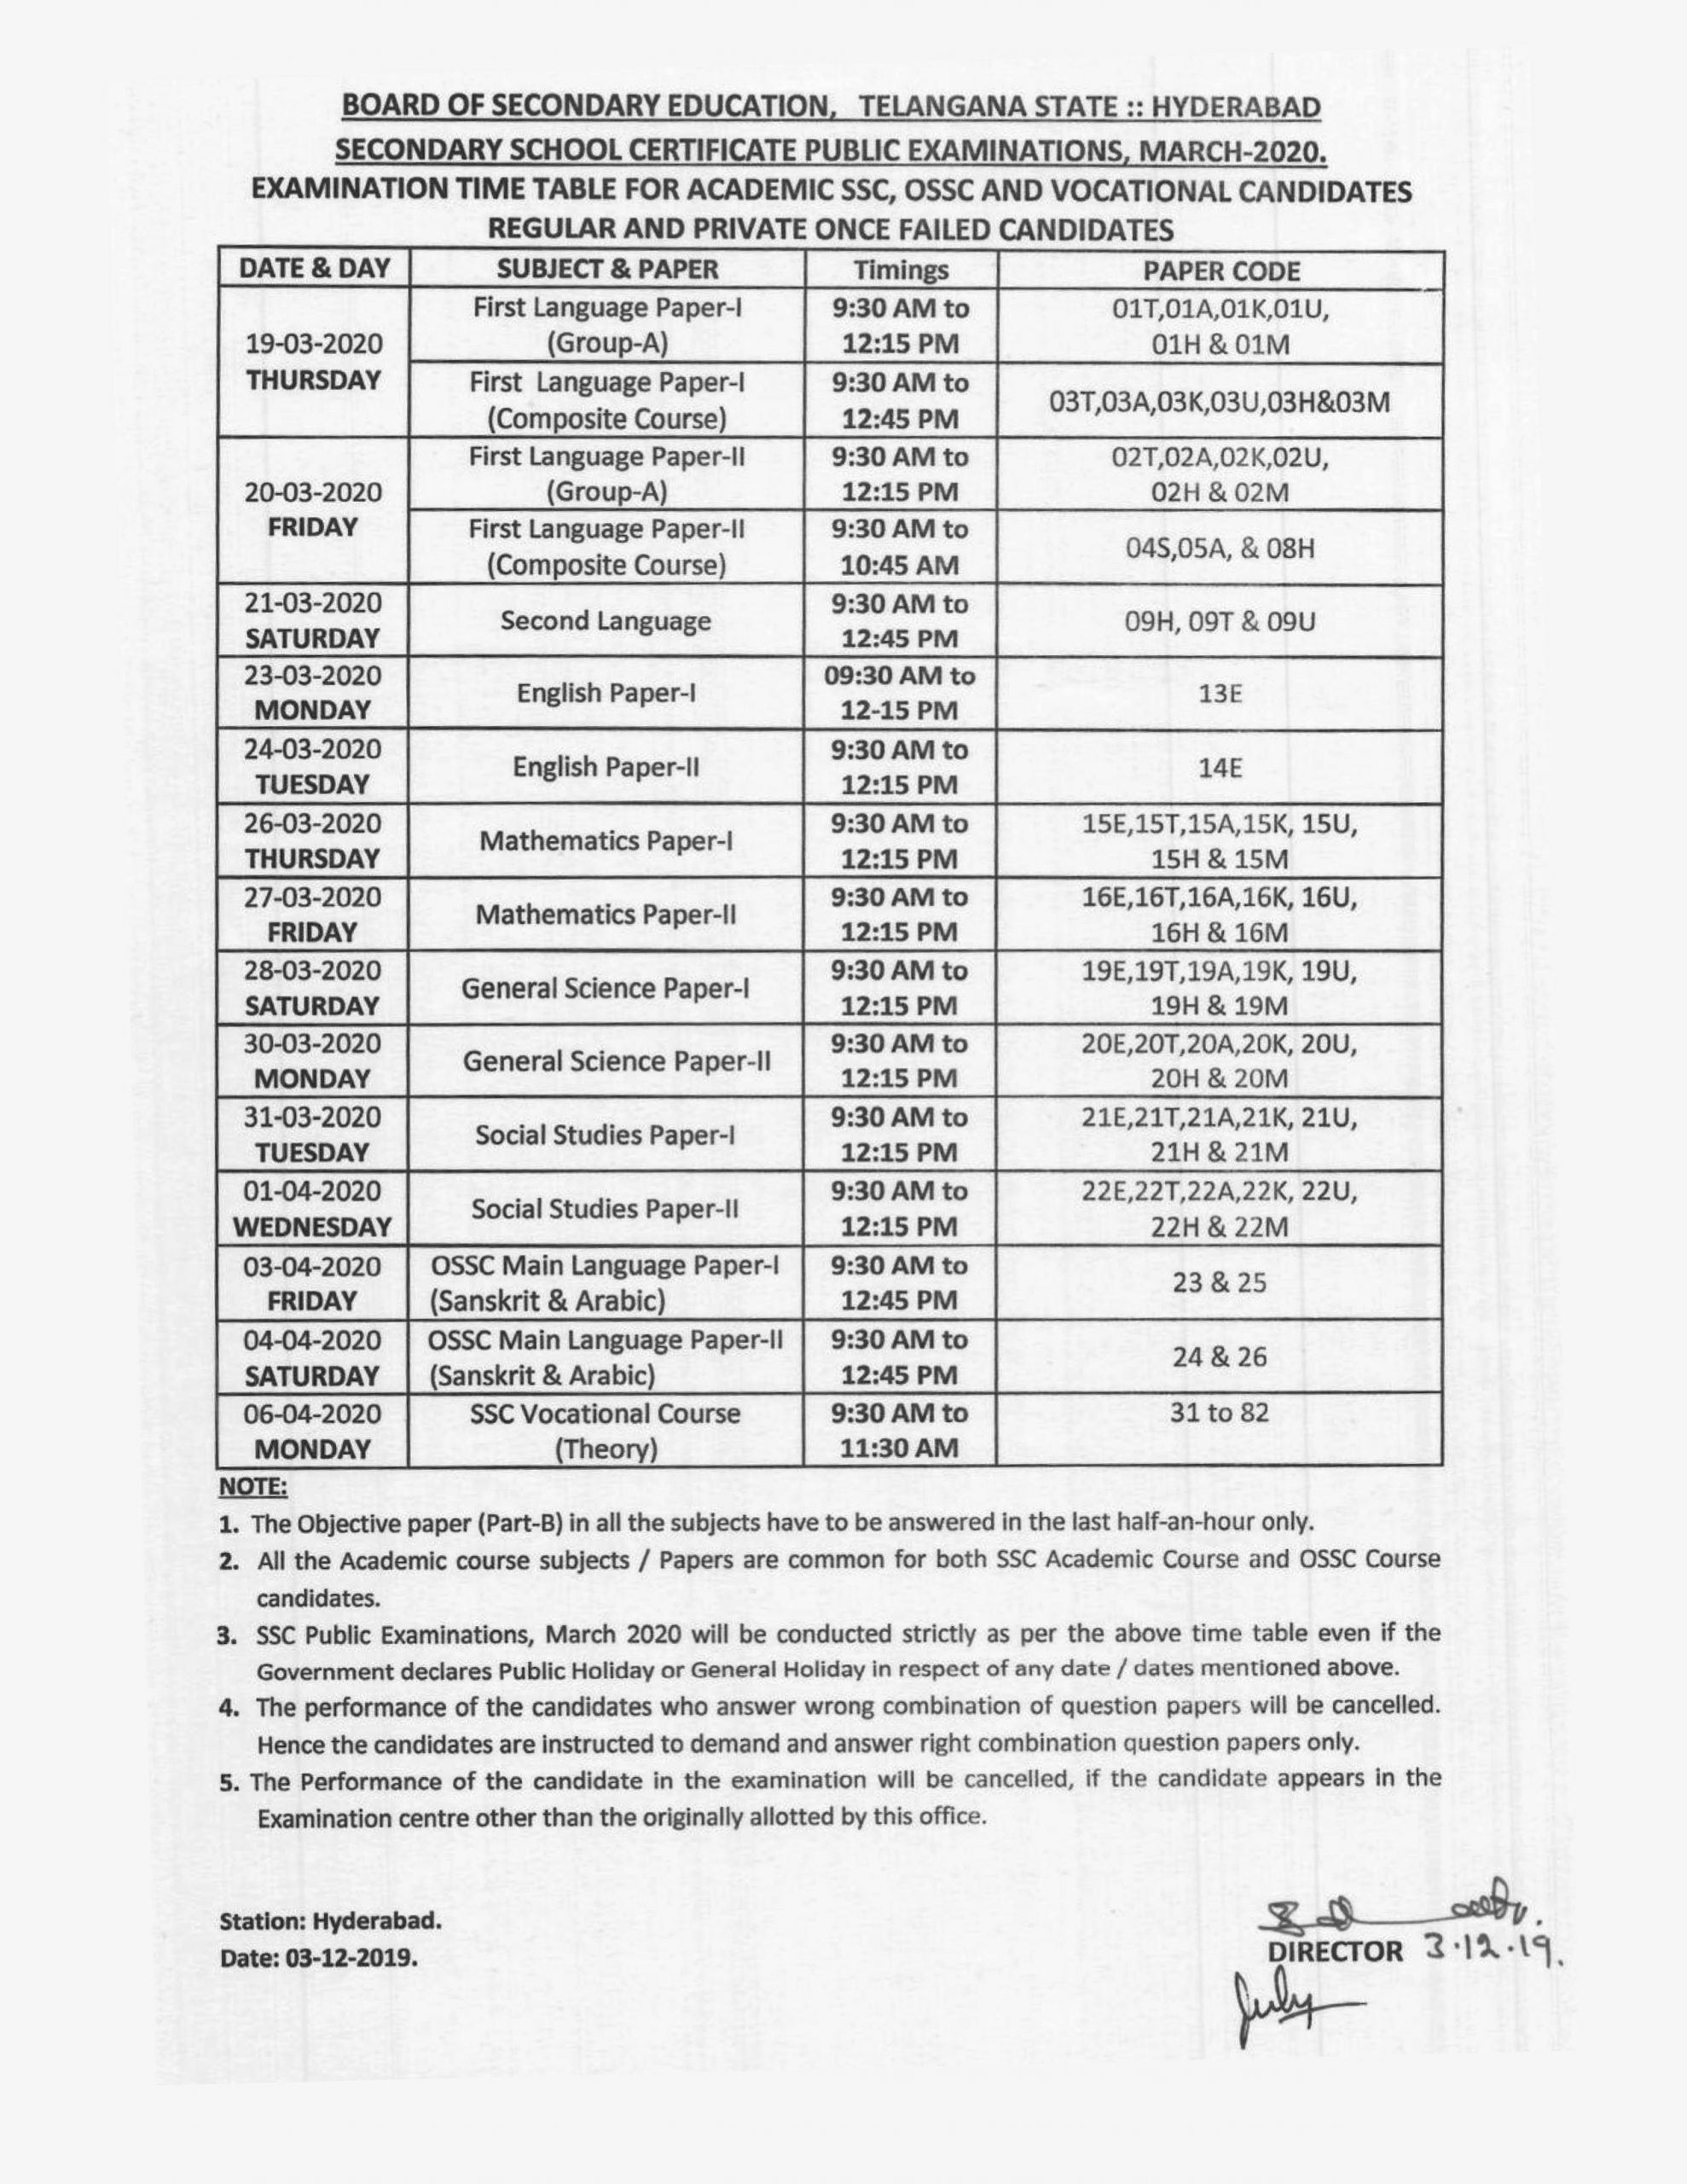 BOARD OF SECONDARY EDUCATION, TELANGANA STATE :: HYDERABAD
SECONDARY SCHOOL CERTIFICATE PUBLIC EXAMINATIONS, MARCH-2020.
EXAMINATION TIME TABLE FOR ACADEMIC SSC, OSSC AND VOCATIONAL CANDIDATES
REGULAR AND PRIVATE ONCE FAILED CANDIDATES
DATE & DAY SUBJECT & PAPER Timings PAPER CODE
19-03-2020
THURSDAY
First Language Paper-I
(Group-A)
9:30 AM to
12:15 PM
01T,01A,01K,01U,
01H & 01M
First Language Paper-I
(Composite Course)
9:30 AM to
12:45 PM
03T,03A,03K,03U,03H&03M
20-03-2020
FRIDAY
First Language Paper-II
(Group-A)
9:30 AM to
12:15 PM
02T,02A,02K,02U,
02H & 02M
First Language Paper-II
(Composite Course)
9:30 AM to
10:45 AM
04S,05A, & 08H
21-03-2020
SATURDAY
Second Language
9:30 AM to
12:45 PM
09H, 09T & 09U
23-03-2020
MONDAY
English Paper-I
09:30 AM to
12-15 PM
13E
24-03-2020
TUESDAY
English Paper-II
9:30 AM to
12:15 PM
14E
26-03-2020
THURSDAY
Mathematics Paper-I
9:30 AM to
12:15 PM
15E,15T,15A,15K, 15U,
15H & 15M
27-03-2020
FRIDAY
Mathematics Paper-II
9:30 AM to
12:15 PM
16E,16T,16A,16K, 16U,
16H & 16M
28-03-2020
SATURDAY
General Science Paper-I
9:30 AM to
12:15 PM
19E,19T,19A,19K, 19U,
19H & 19M
30-03-2020
MONDAY
General Science Paper-II
9:30 AM to
12:15 PM
20E,20T,20A,20K, 20U,
20H & 20M
31-03-2020
TUESDAY
Social Studies Paper-I
9:30 AM to
12:15 PM
21E,21T,21A,21K, 21U,
21H & 21M
01-04-2020
WEDNESDAY
Social Studies Paper-II
9:30 AM to
12:15 PM
22E,22T,22A,22K, 22U,
22H & 22M
03-04-2020
FRIDAY
OSSC Main Language Paper-I
(Sanskrit & Arabic)
9:30 AM to
12:45 PM
23 & 25
04-04-2020
SATURDAY
OSSC Main Language Paper-II
(Sanskrit & Arabic)
9:30 AM to
12:45 PM
24 & 26
06-04-2020
MONDAY
SSC Vocational Course
(Theory)
9:30 AM to
11:30 AM
31 to 82
NOTE:
1. The Objective paper (Part-B) in all the subjects have to be answered in the last half-an-hour only.
2. All the Academic course subjects / Papers are common for both SSC Academic Course and OSSC Course
candidates.
3. SSC Public Examinations, March 2020 will be conducted strictly as per the above time table even if the
Government declares Public Holiday or General Holiday in respect of any date / dates mentioned above.
4. The performance of the candidates who answer wrong combination of question papers will be cancelled.
Hence the candidates are instructed to demand and answer right combination question papers only.
5. The Performance of the candidate in the examination will be cancelled, if the candidate appears in the
Examination centre other than the originally allotted by this office.
Station: Hyderabad.
Date: 03-12-2019.
DIRECTOR 3.12.19.